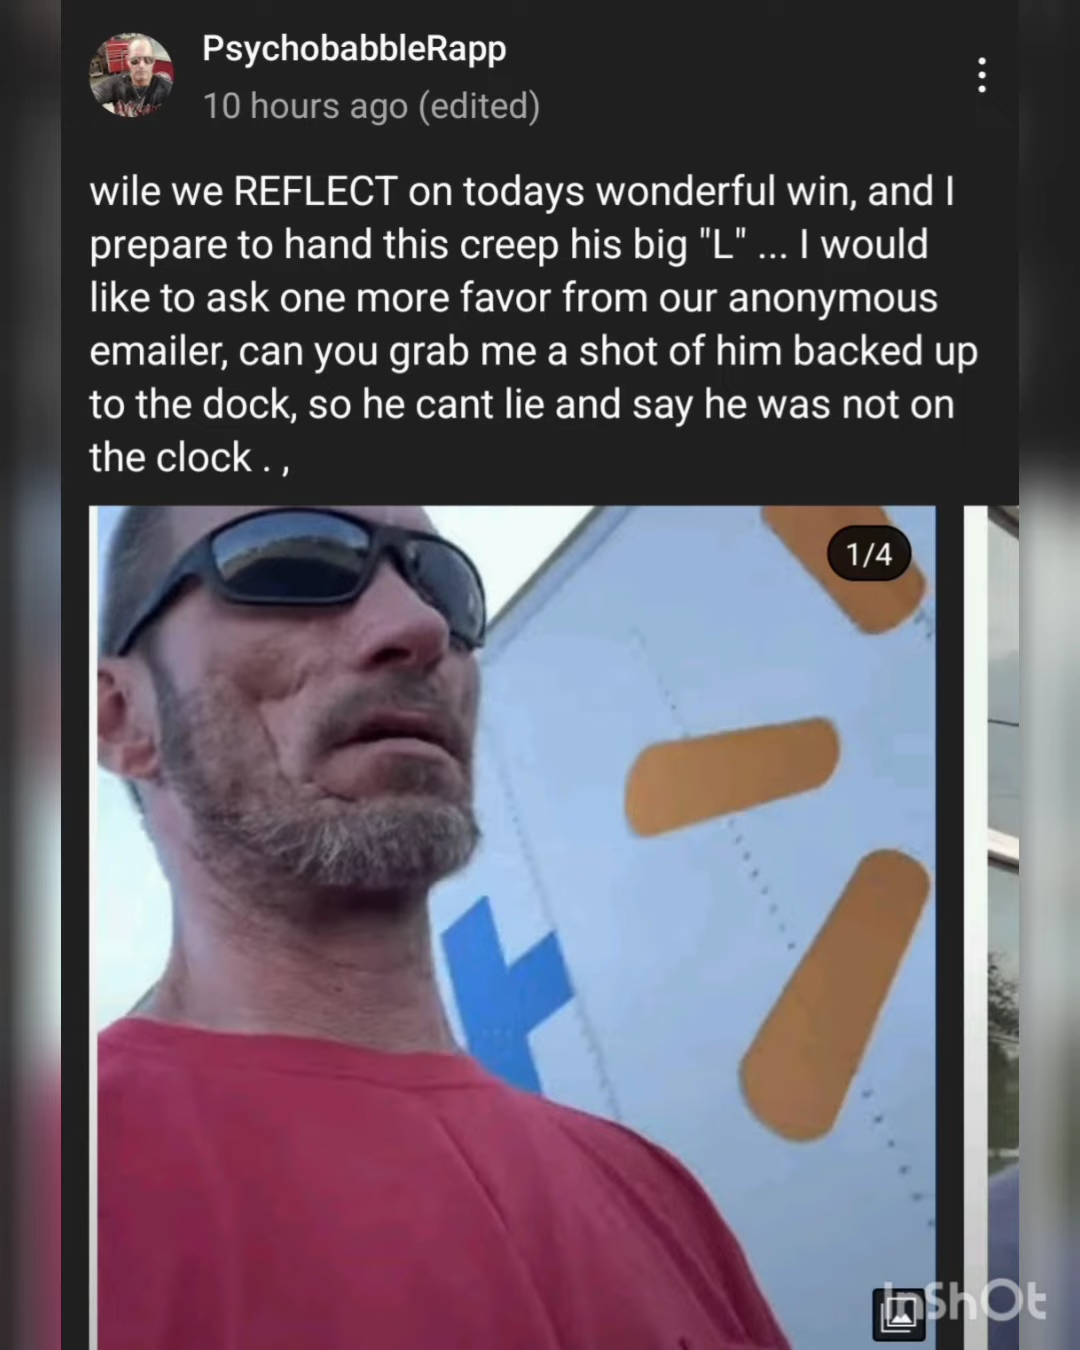 PsychobabbleRapp
10 hours ago (edited)
wile we REFLECT on todays wonderful win, and I
prepare to hand this creep his big "L" ... I would
like to ask one more favor from our anonymous
emailer, can you grab me a shot of him backed up
to the dock, so he cant lie and say he was not on
the clock . ,
1/4
InShOt